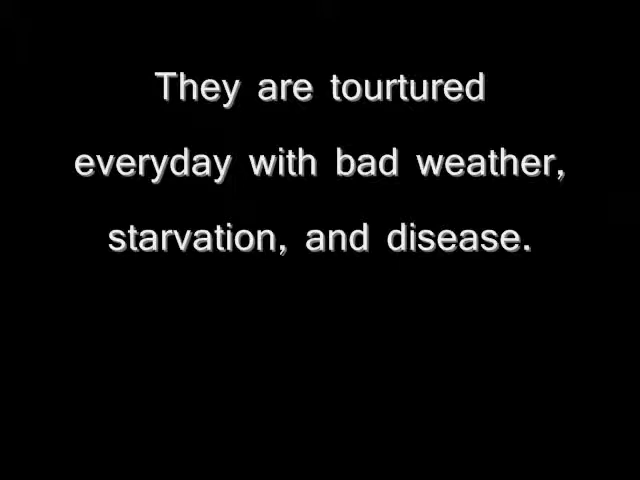 They are tourtured
everyday with bad weather,
starvation, and disease.